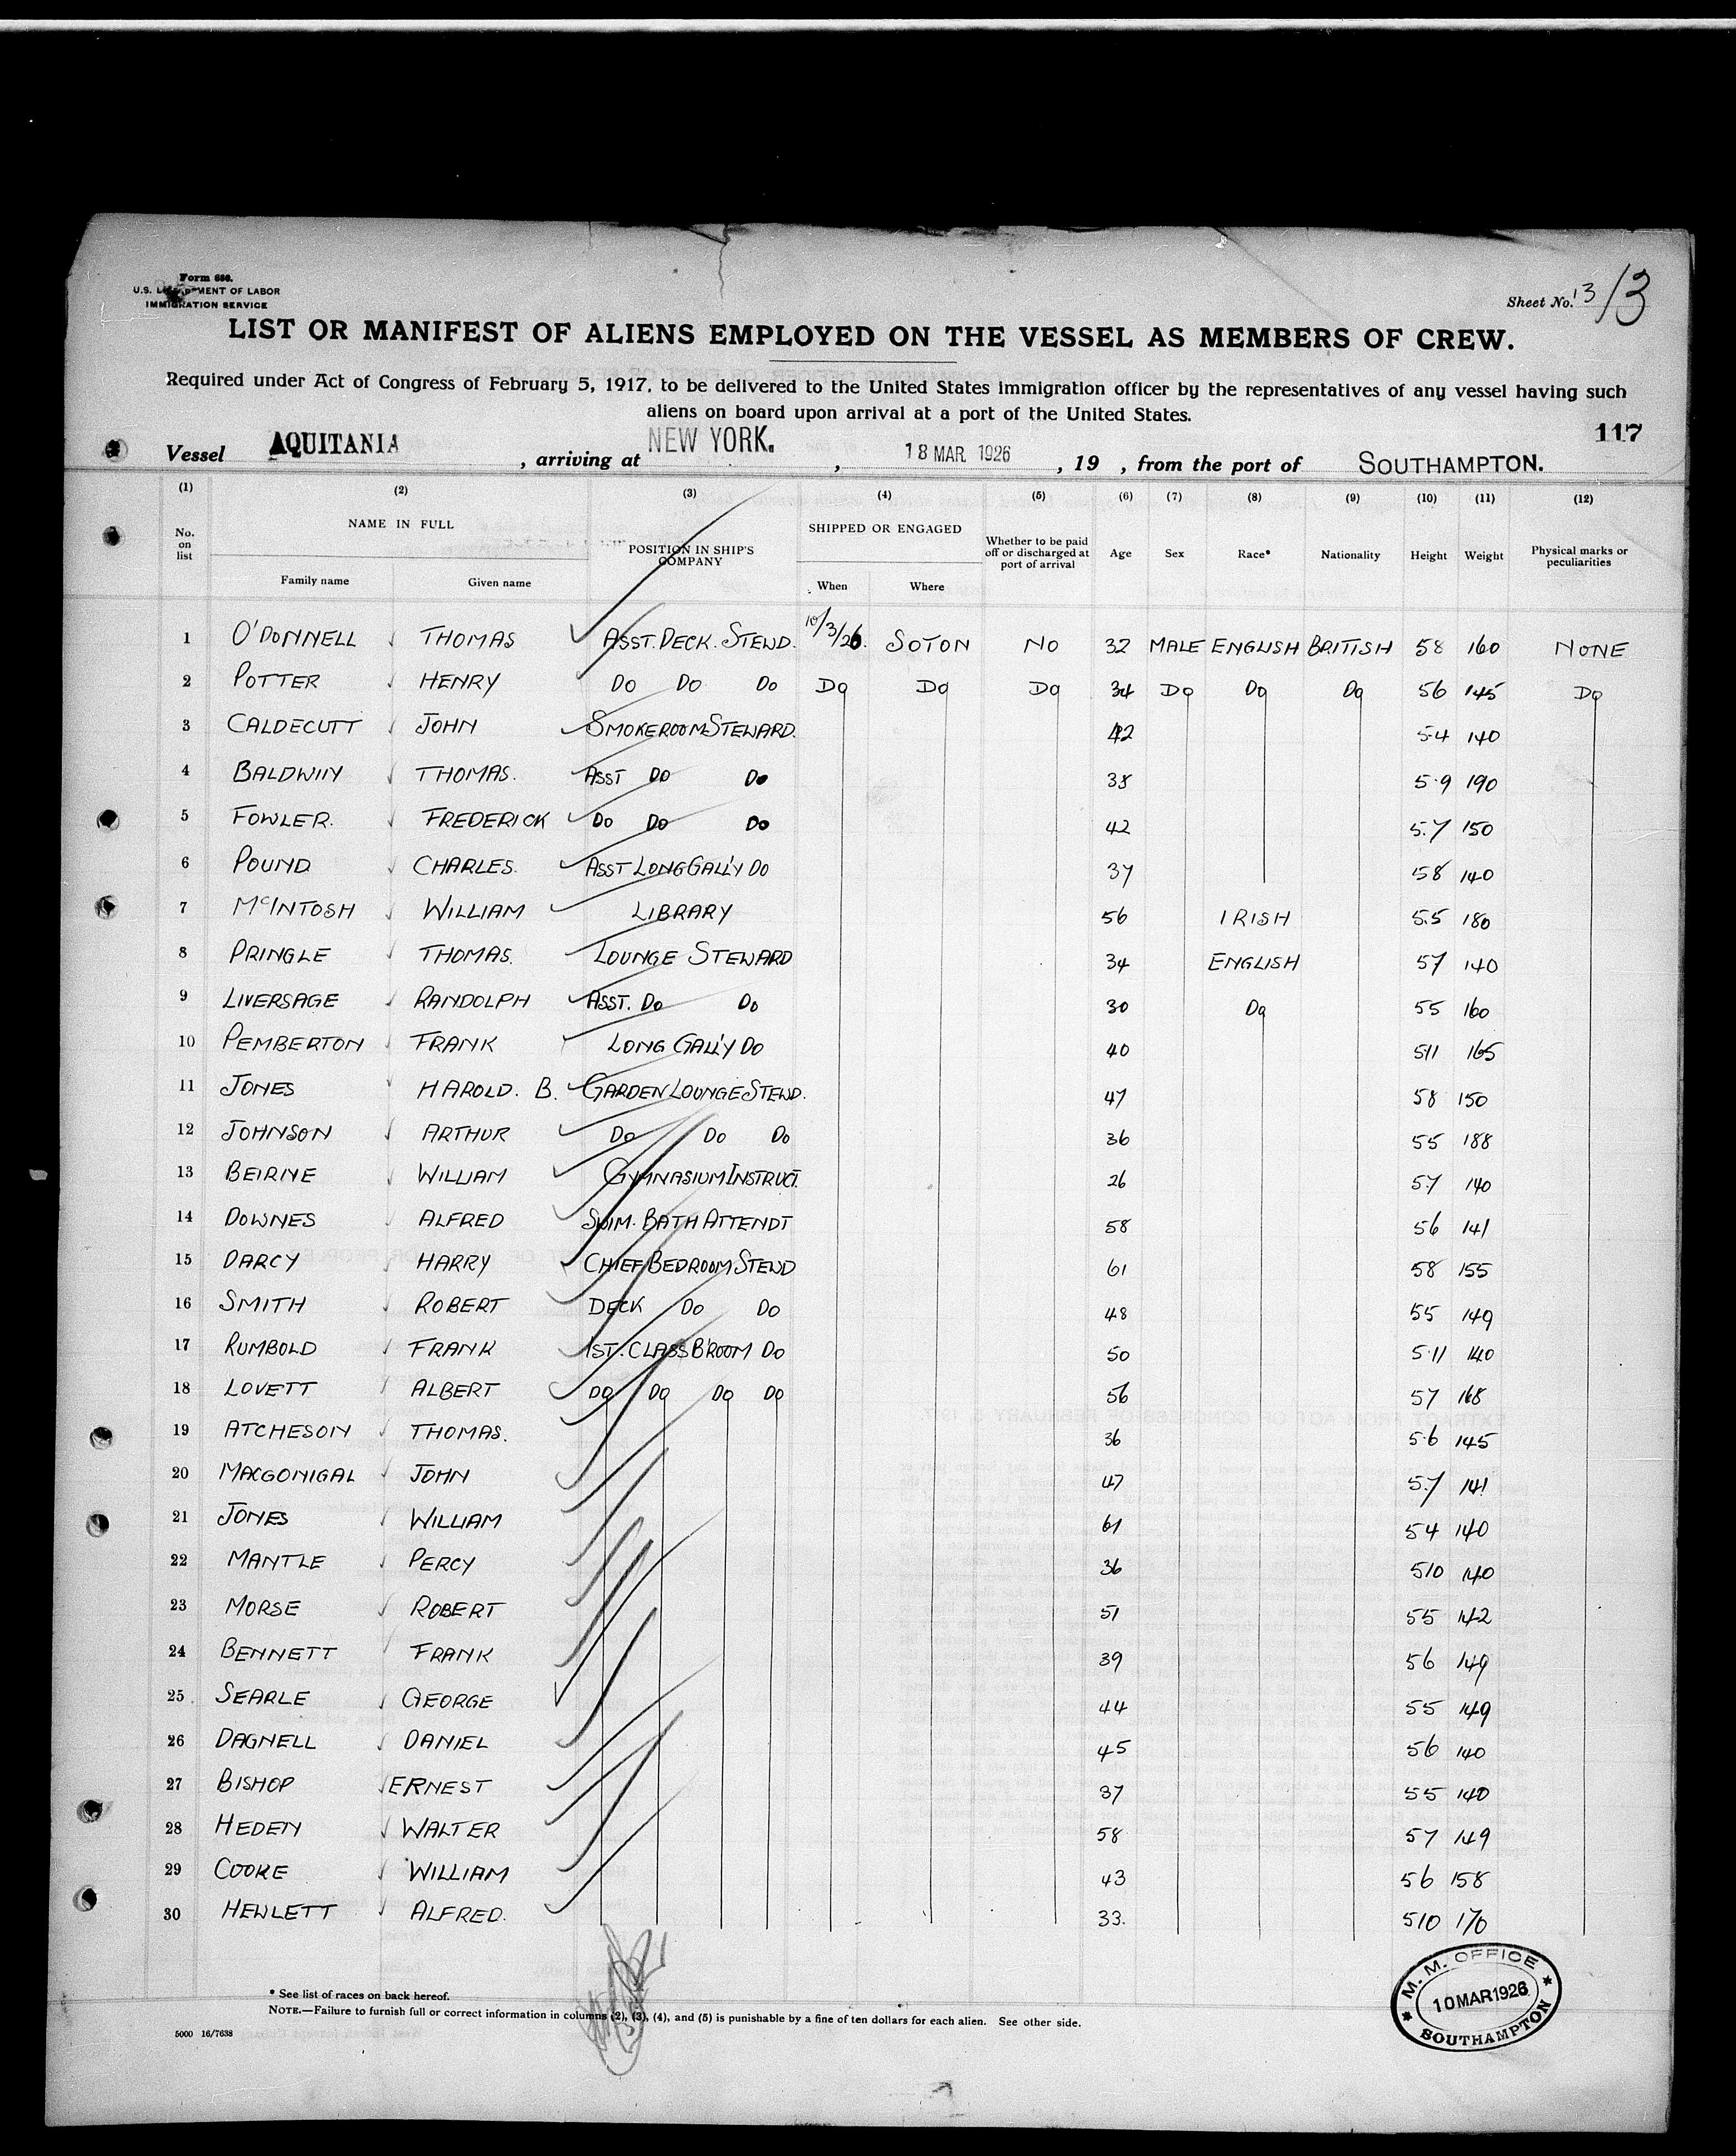 Form 686.
U.S. DEPARTMENT OF LABOR
IMMIGRATION SERVICE
Sheet No. 13 13
LIST OR MANIFEST OF ALIENS EMPLOYED ON THE VESSEL AS MEMBERS OF CREW.
Required under Act of Congress of February 5, 1917, to be delivered to the United States immigration officer by the representatives of any vessel having such
aliens on board upon arrival at a port of the United States.
117
Vessel AQUITANIA , arriving at NEW YORK. , 18 MAR 1926 , 19 , from the port of SOUTHAMPTON.
(1) (2) (3) (4) (5) (6) (7) (8) (9) (10) (11) (12)
No. on list NAME IN FULL Family name Given name POSITION IN SHIP'S COMPANY SHIPPED OR ENGAGED When Where Whether to be paid off or discharged at port of arrival Age Sex Race* Nationality Height Weight Physical marks or peculiarities
1 O'DONNELL THOMAS ASST. DECK. STEWD. 10/3/26. SOTON NO 32 MALE ENGLISH BRITISH 58 160 NONE
2 POTTER HENRY DO DO DO DO DO DO 34 DO DO DO 56 145 DO
3 CALDECUTT JOHN SMOKEROOM STEWARD. 42 5.4 140
4 BALDWIN THOMAS. ASST DO DO 38 5.9 190
5 FOWLER. FREDERICK DO DO DO 42 5.7 150
6 POUND CHARLES. ASST LONG GALL'Y DO 37 58 140
7 McINTOSH WILLIAM LIBRARY 56 IRISH 5.5 180
8 PRINGLE THOMAS. LOUNGE STEWARD 34 ENGLISH 57 140
9 LIVERSAGE RANDOLPH ASST. DO DO 30 DO 55 160
10 PEMBERTON FRANK LONG GALL'Y DO 40 511 165
11 JONES HAROLD. B. GARDEN LOUNGE STEWD. 47 58 150
12 JOHNSON ARTHUR DO DO DO 36 55 188
13 BEIRNE WILLIAM GYMNASIUM INSTRUCT. 26 5.7 140
14 DOWNES ALFRED SWIM. BATH ATTENDT 58 56 141
15 DARCY HARRY CHIEF BEDROOM STEWD 61 58 155
16 SMITH ROBERT DECK DO DO 48 55 149
17 RUMBOLD FRANK 1ST. CLASS B'ROOM DO 50 5.11 140
18 LOVETT ALBERT DO DO DO DO 56 57 168
19 ATCHESON THOMAS. 36 5.6 145
20 MACGONIGAL JOHN 47 5.7 141
21 JONES WILLIAM 61 54 140
22 MANTLE PERCY 36 510 140
23 MORSE ROBERT 51 55 142
24 BENNETT FRANK 39 56 149
25 SEARLE GEORGE 44 55 149
26 DAGNELL DANIEL 45 56 140
27 BISHOP ERNEST 37 55 140
28 HEDEN WALTER 58 57 149
29 COOKE WILLIAM 43 56 158
30 HEWLETT ALFRED. 33. 510 170
* See list of races on back hereof.
NOTE.—Failure to furnish full or correct information in columns (2), (3), (4), and (5) is punishable by a fine of ten dollars for each alien. See other side.
5000 16/7638
M. M. OFFICE
10 MAR 1926
SOUTHAMPTON